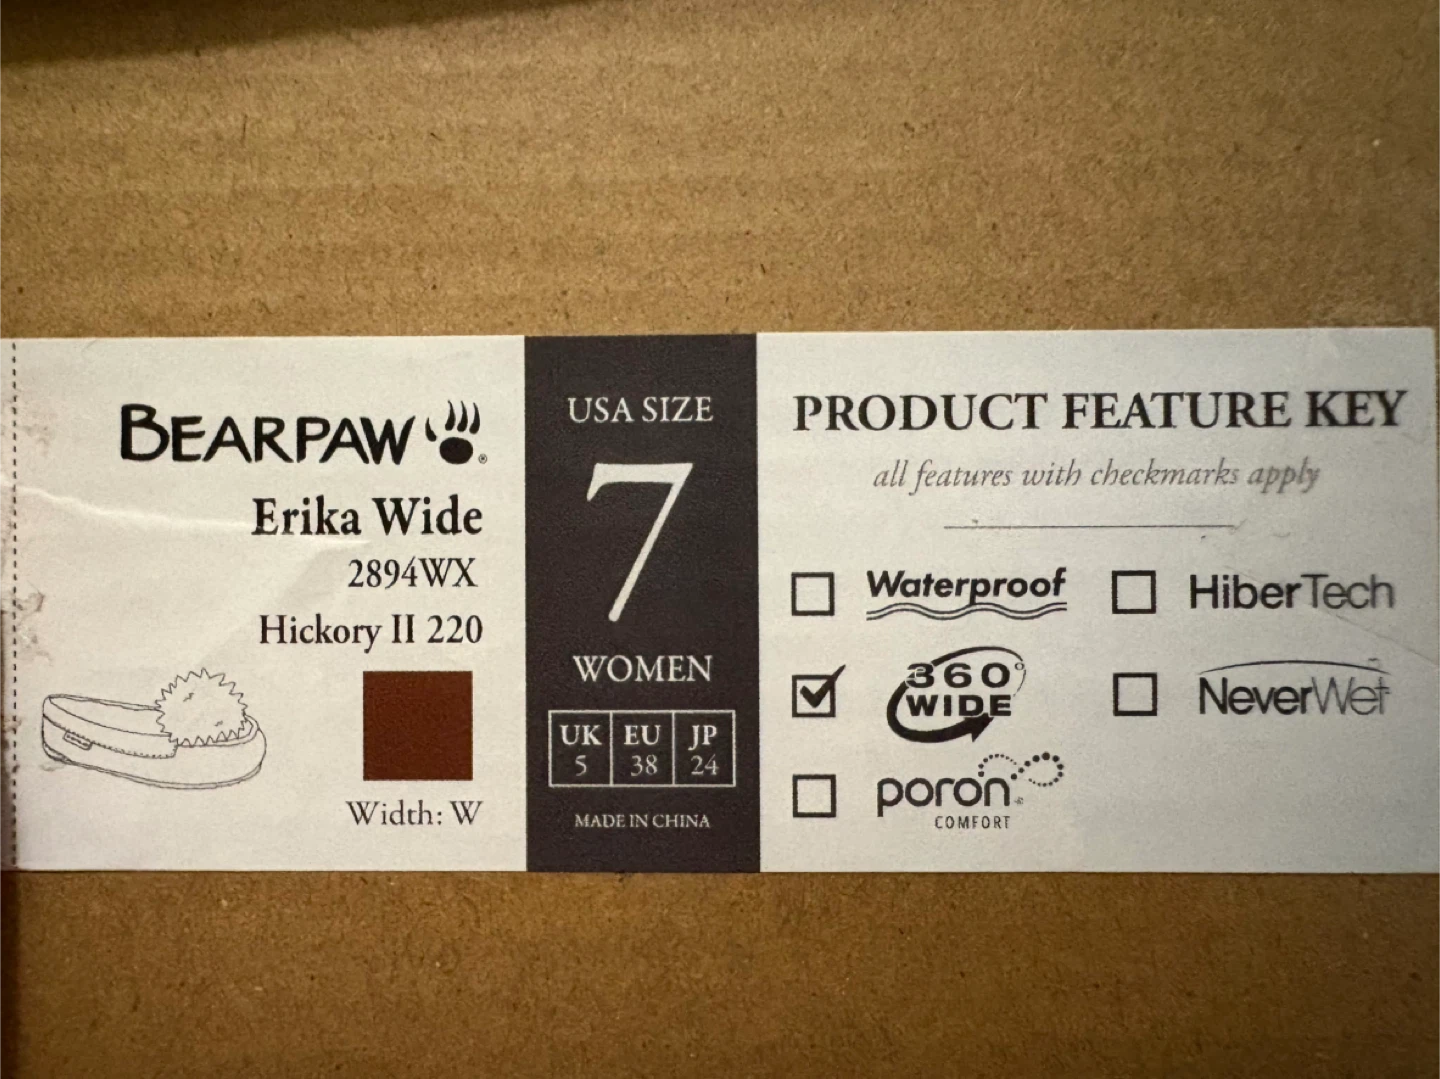 BEARPAW®
Erika Wide
2894WX
Hickory II 220
Width: W
USA SIZE
7
WOMEN
UK EU JP
5 38 24
MADE IN CHINA
PRODUCT FEATURE KEY
all features with checkmarks apply
Waterproof
HiberTech
360°
WIDE
NeverWet
poron®
COMFORT